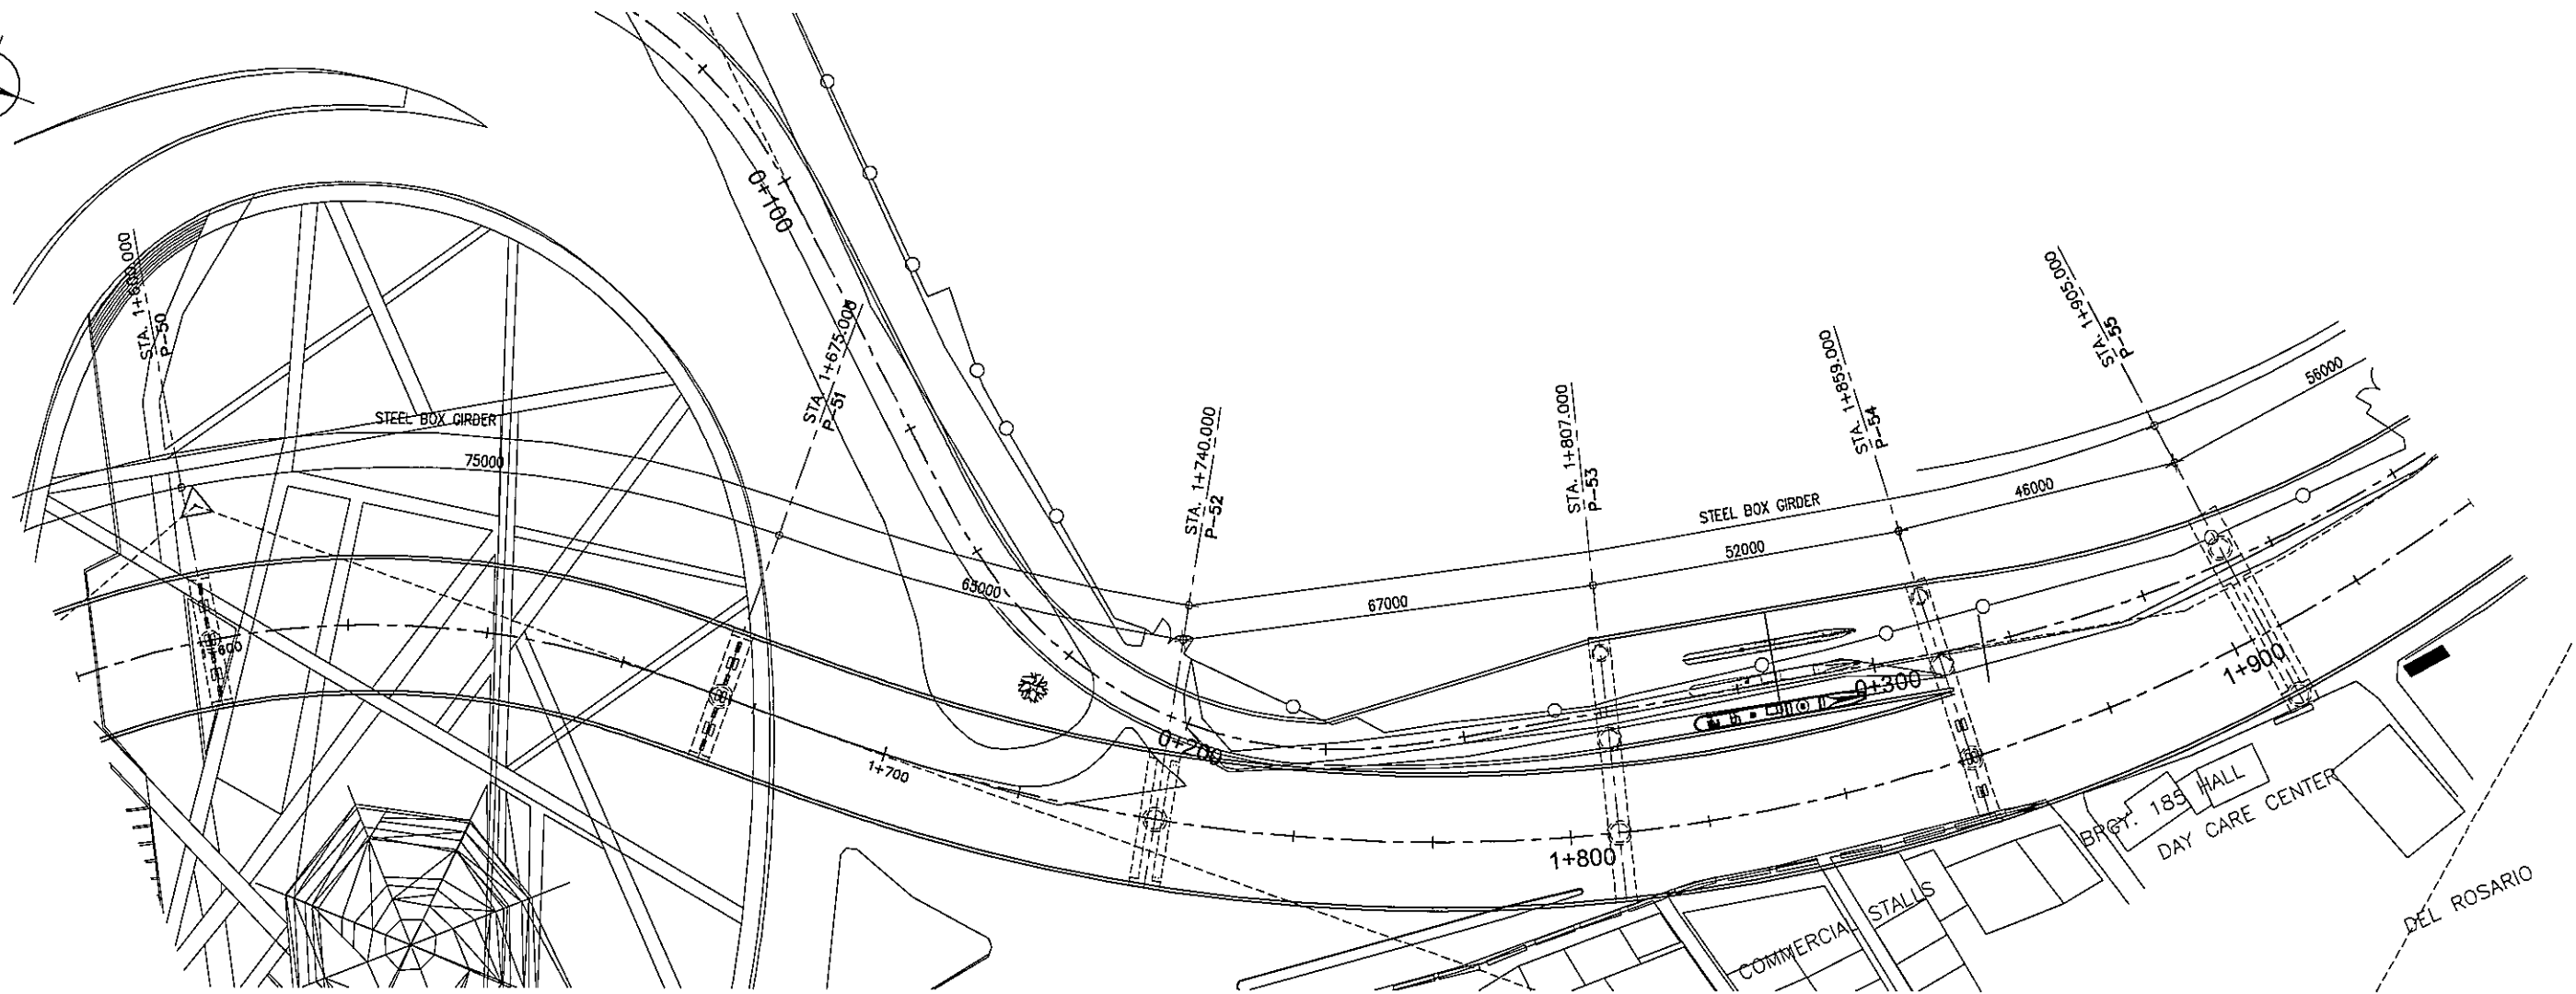 STA. 1+600.000
P-50
STEEL BOX GIRDER
75000
600
STA. 1+675.000
P-51
0+100
65000
1+700
STA. 1+740.000
P-52
0+200
67000
STA. 1+807.000
P-53
1+800
STEEL BOX GIRDER
52000
STA. 1+859.000
P-54
0+300
46000
STA. 1+905.000
P-55
56000
1+900
BRGY. 185 HALL
DAY CARE CENTER
COMMERCIAL STALLS
DEL ROSARIO